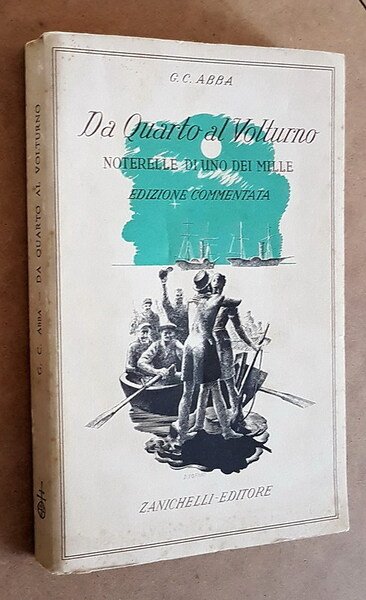 G. C. ABBA
Da Quarto al Volturno
NOTERELLE DI UNO DEI MILLE
EDIZIONE COMMENTATA
ZANICHELLI-EDITORE
G. C. ABBA - DA QUARTO AL VOLTURNO